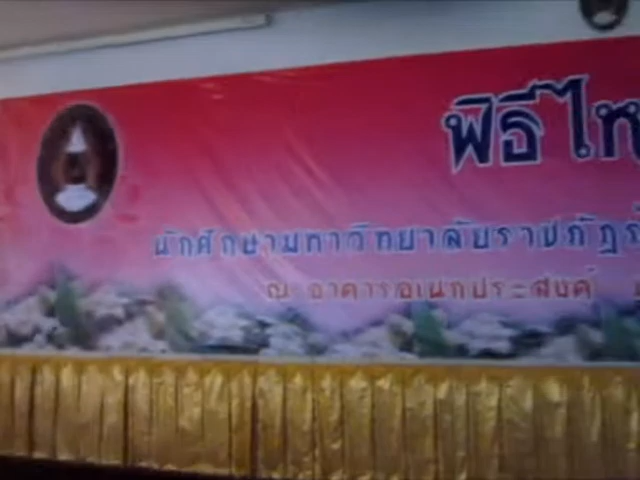 พิธีไห
นักศึกษามหาวิทยาลัยราชภัฏ
ณ อาคารอเนกประสงค์